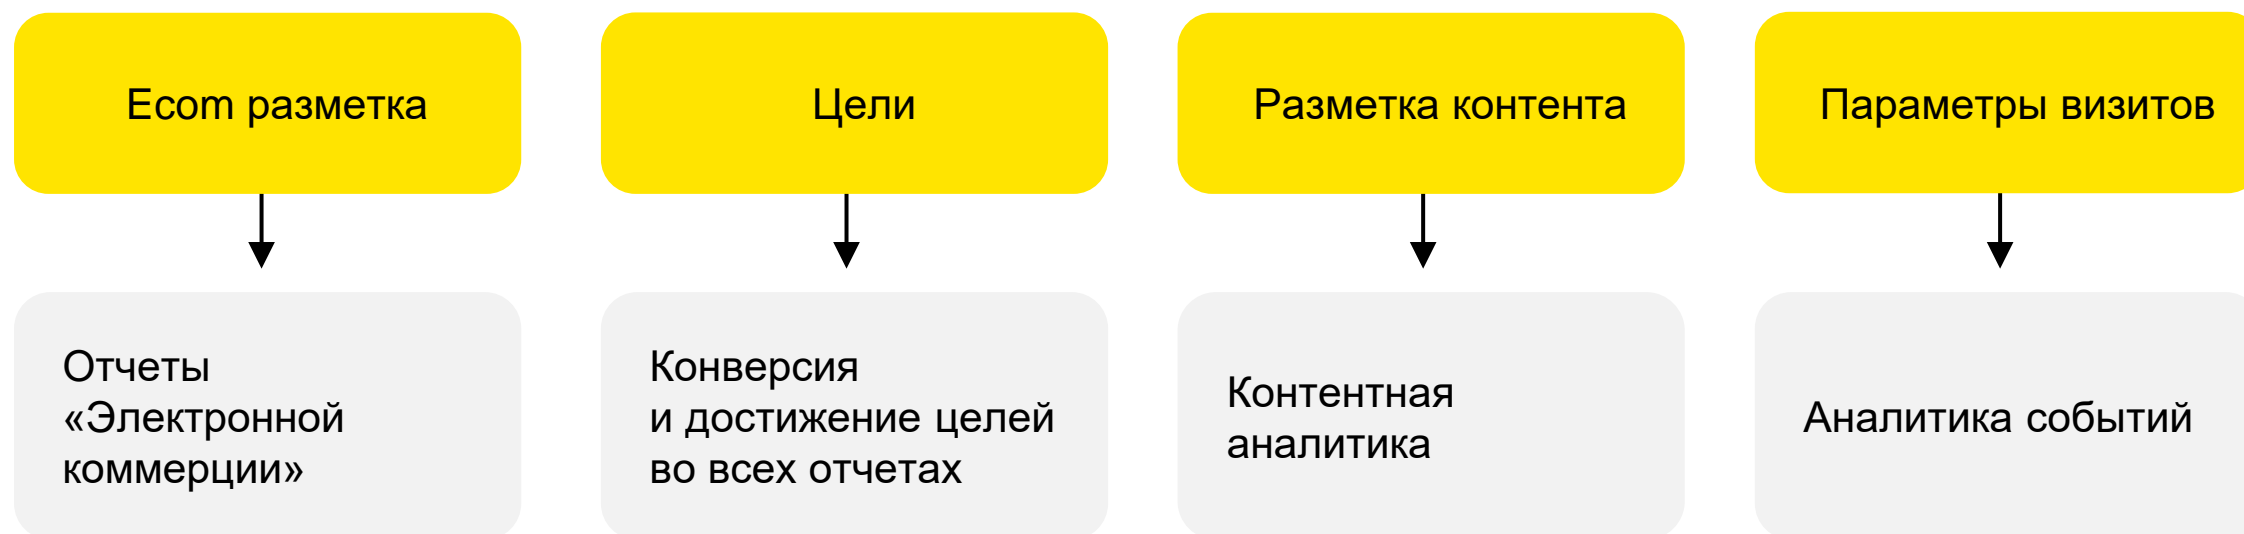 Ecom разметка
Цели
Разметка контента
Параметры визитов
Отчеты
«Электронной
коммерции»
Конверсия
и достижение целей
во всех отчетах
Контентная
аналитика
Аналитика событий